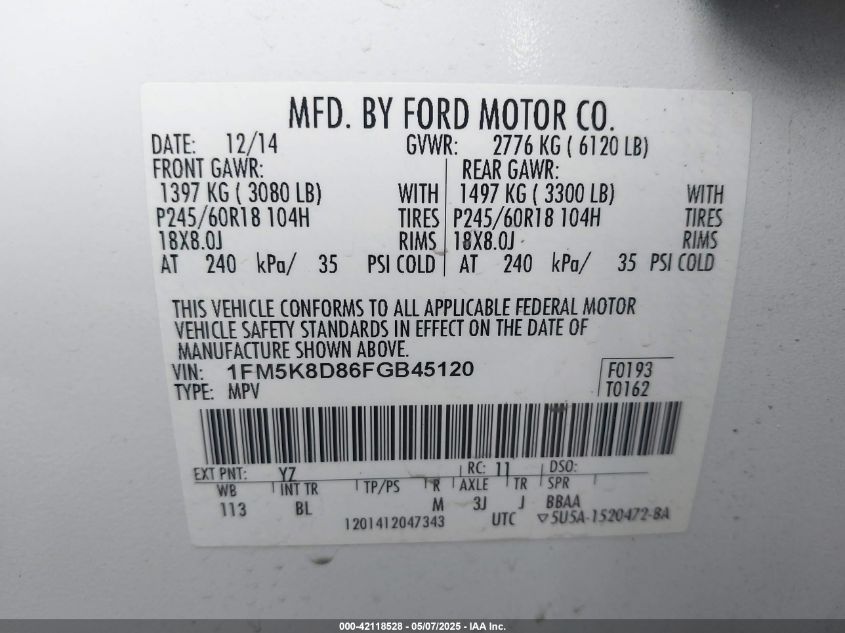 MFD. BY FORD MOTOR CO.
DATE: 12/14 GVWR: 2776 KG ( 6120 LB)
FRONT GAWR: REAR GAWR:
1397 KG ( 3080 LB) WITH 1497 KG ( 3300 LB) WITH
P245/60R18 104H TIRES P245/60R18 104H TIRES
18X8.0J RIMS 18X8.0J RIMS
AT 240 kPa/ 35 PSI COLD AT 240 kPa/ 35 PSI COLD
THIS VEHICLE CONFORMS TO ALL APPLICABLE FEDERAL MOTOR
VEHICLE SAFETY STANDARDS IN EFFECT ON THE DATE OF
MANUFACTURE SHOWN ABOVE.
VIN: 1FM5K8D86FGB45120 F0193
TYPE: MPV T0162
EXT PNT: YZ RC: 11 DSO:
WB INT TR TP/PS R AXLE TR SPR
113 BL M 3J J BBAA
1201412047343 UTC ▽5U5A-1520472-BA
000-42118528 - 05/07/2025 - IAA Inc.